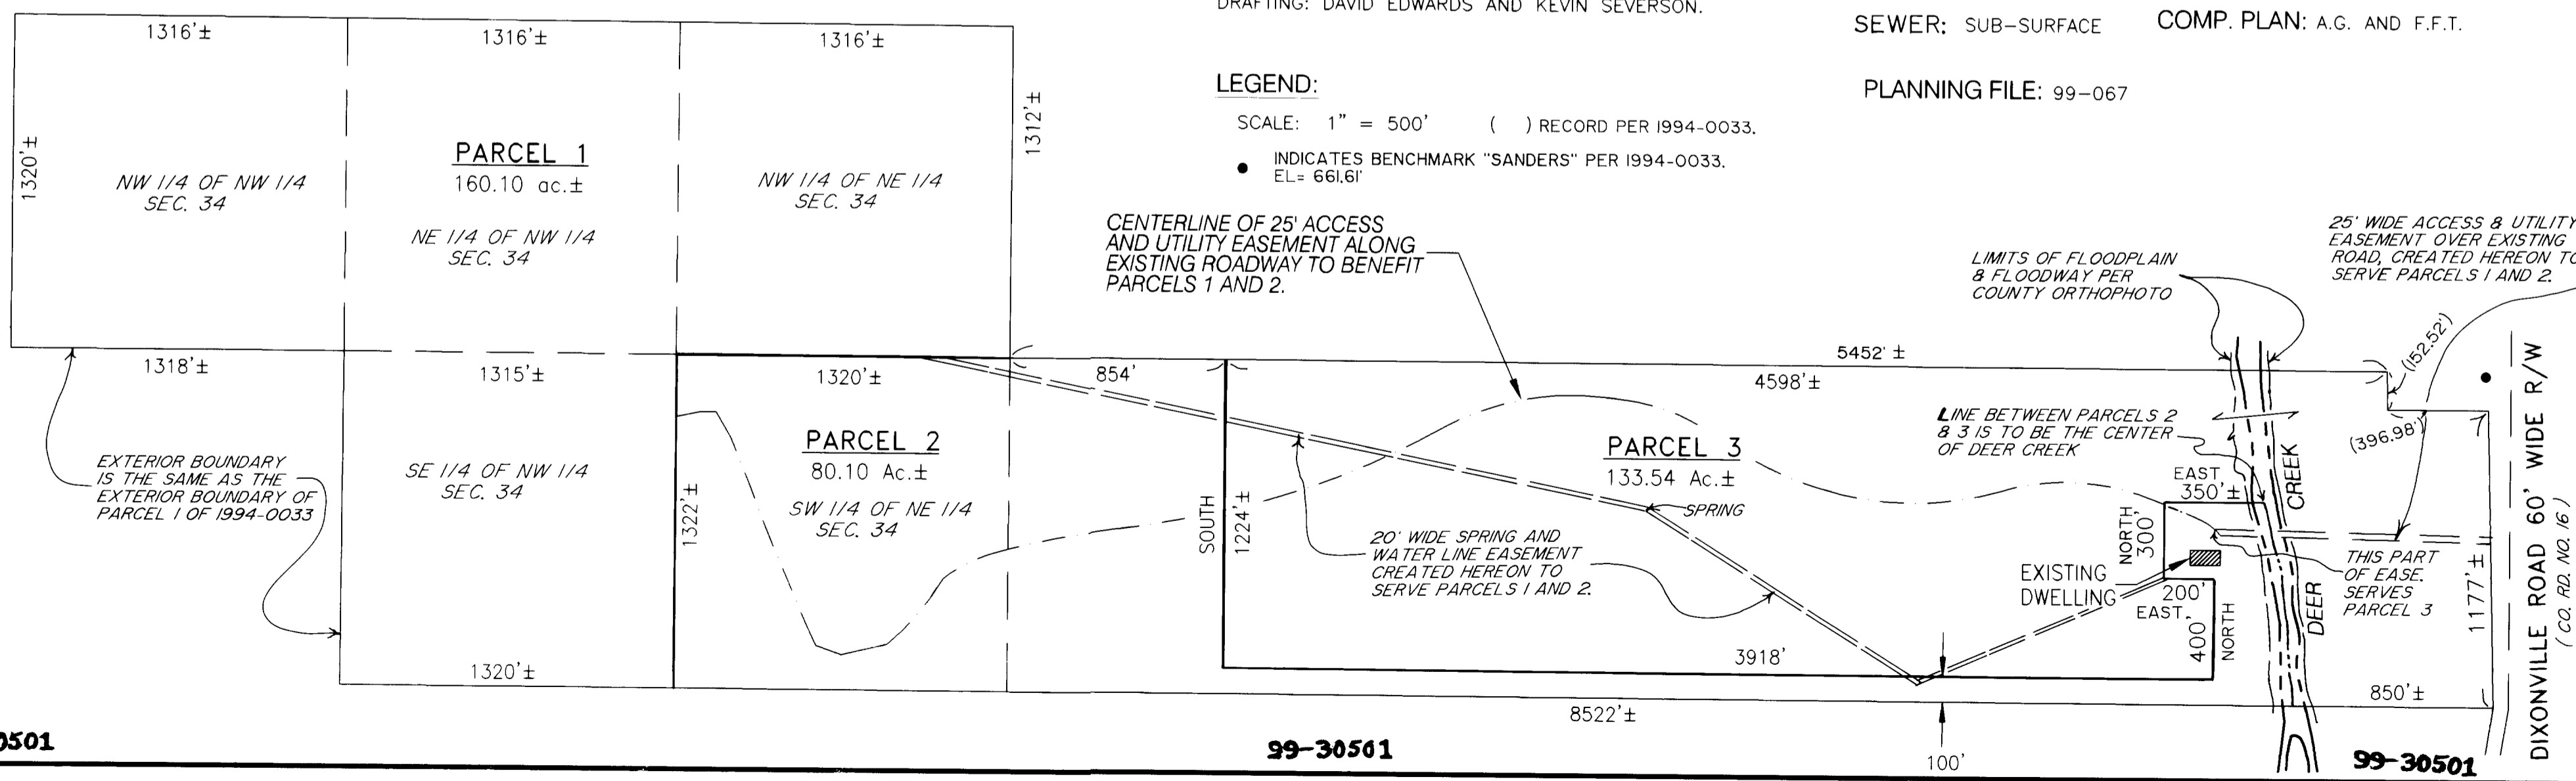 DRAFTING: DAVID EDWARDS AND KEVIN SEVERSON.
SEWER: SUB-SURFACE
COMP. PLAN: A.G. AND F.F.T.
PLANNING FILE: 99-067
LEGEND:
SCALE: 1" = 500'
( ) RECORD PER 1994-0033.
INDICATES BENCHMARK "SANDERS" PER 1994-0033.
EL= 661.61'
1316'±
1316'±
1316'±
1320'±
1312'±
NW 1/4 OF NW 1/4
SEC. 34
PARCEL 1
160.10 ac.±
NE 1/4 OF NW 1/4
SEC. 34
NW 1/4 OF NE 1/4
SEC. 34
CENTERLINE OF 25' ACCESS
AND UTILITY EASEMENT ALONG
EXISTING ROADWAY TO BENEFIT
PARCELS 1 AND 2.
LIMITS OF FLOODPLAIN
& FLOODWAY PER
COUNTY ORTHOPHOTO
25' WIDE ACCESS & UTILITY
EASEMENT OVER EXISTING
ROAD, CREATED HEREON TO
SERVE PARCELS 1 AND 2.
1318'±
1315'±
1320'±
854'
5452' ±
4598'±
(152.52')
(396.98')
EXTERIOR BOUNDARY
IS THE SAME AS THE
EXTERIOR BOUNDARY OF
PARCEL 1 OF 1994-0033
SE 1/4 OF NW 1/4
SEC. 34
1322'±
PARCEL 2
80.10 Ac.±
SW 1/4 OF NE 1/4
SEC. 34
SOUTH
1224'±
PARCEL 3
133.54 Ac.±
LINE BETWEEN PARCELS 2
& 3 IS TO BE THE CENTER
OF DEER CREEK
SPRING
20' WIDE SPRING AND
WATER LINE EASEMENT
CREATED HEREON TO
SERVE PARCELS 1 AND 2.
EAST
350'±
NORTH
300'
EXISTING
DWELLING
200'
EAST
400'
NORTH
CREEK
DEER
THIS PART
OF EASE.
SERVES
PARCEL 3
1177'±
DIXONVILLE ROAD 60' WIDE R/W
( CO. RD. NO. 16 )
1320'±
3918'
8522'±
850'±
100'
0501
99-30501
99-30501